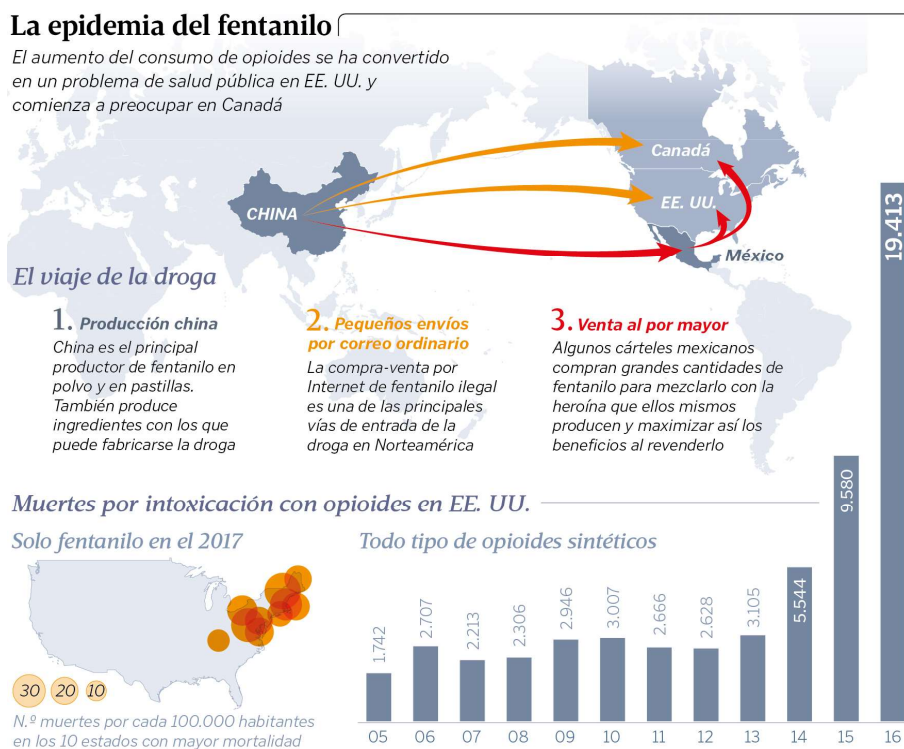 La epidemia del fentanilo
El aumento del consumo de opioides se ha convertido
en un problema de salud pública en EE. UU. y
comienza a preocupar en Canadá
Canadá
EE. UU.
CHINA
México
El viaje de la droga
1. Producción china
China es el principal
productor de fentanilo en
polvo y en pastillas.
También produce
ingredientes con los que
puede fabricarse la droga
2. Pequeños envíos
por correo ordinario
La compra-venta por
Internet de fentanilo ilegal
es una de las principales
vías de entrada de la
droga en Norteamérica
3. Venta al por mayor
Algunos cárteles mexicanos
compran grandes cantidades de
fentanilo para mezclarlo con la
heroína que ellos mismos
producen y maximizar así los
beneficios al revenderlo
Muertes por intoxicación con opioides en EE. UU.
Solo fentanilo en el 2017
30 20 10
N.º muertes por cada 100.000 habitantes
en los 10 estados con mayor mortalidad
Todo tipo de opioides sintéticos
1.742
2.707
2.213
2.306
2.946
3.007
2.666
2.628
3.105
5.544
9.580
19.413
05 06 07 08 09 10 11 12 13 14 15 16